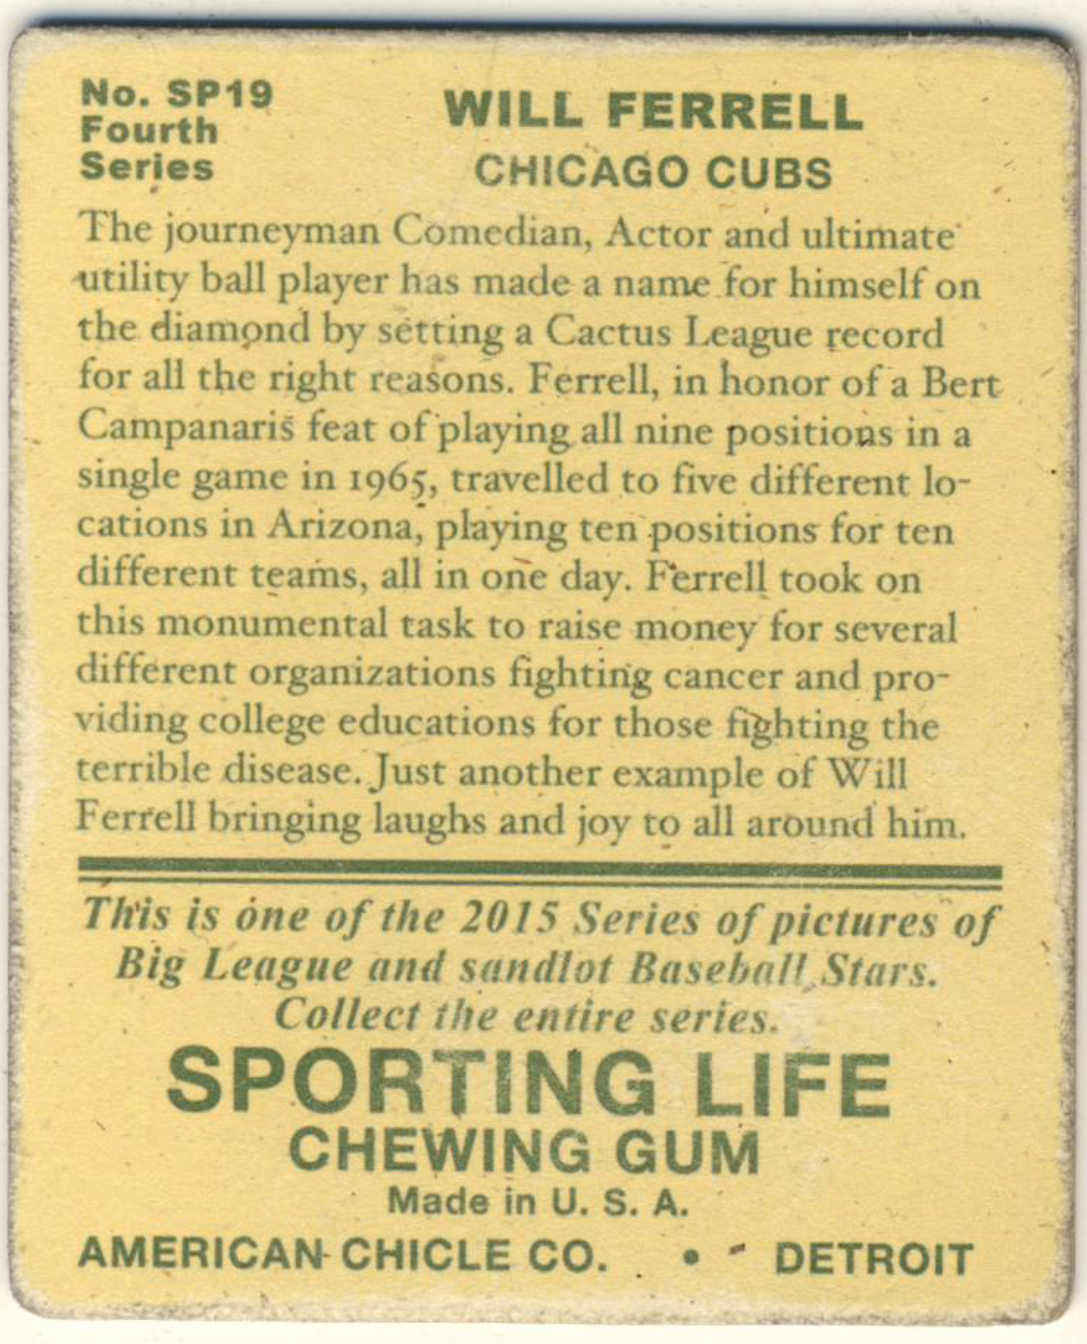 No. SP19
Fourth
Series
WILL FERRELL
CHICAGO CUBS
The journeyman Comedian, Actor and ultimate
utility ball player has made a name for himself on
the diamond by setting a Cactus League record
for all the right reasons. Ferrell, in honor of a Bert
Campanaris feat of playing all nine positions in a
single game in 1965, travelled to five different lo-
cations in Arizona, playing ten positions for ten
different teams, all in one day. Ferrell took on
this monumental task to raise money for several
different organizations fighting cancer and pro-
viding college educations for those fighting the
terrible disease. Just another example of Will
Ferrell bringing laughs and joy to all around him.
This is one of the 2015 Series of pictures of
Big League and sandlot Baseball Stars.
Collect the entire series.
SPORTING LIFE
CHEWING GUM
Made in U. S. A.
AMERICAN CHICLE CO. • DETROIT